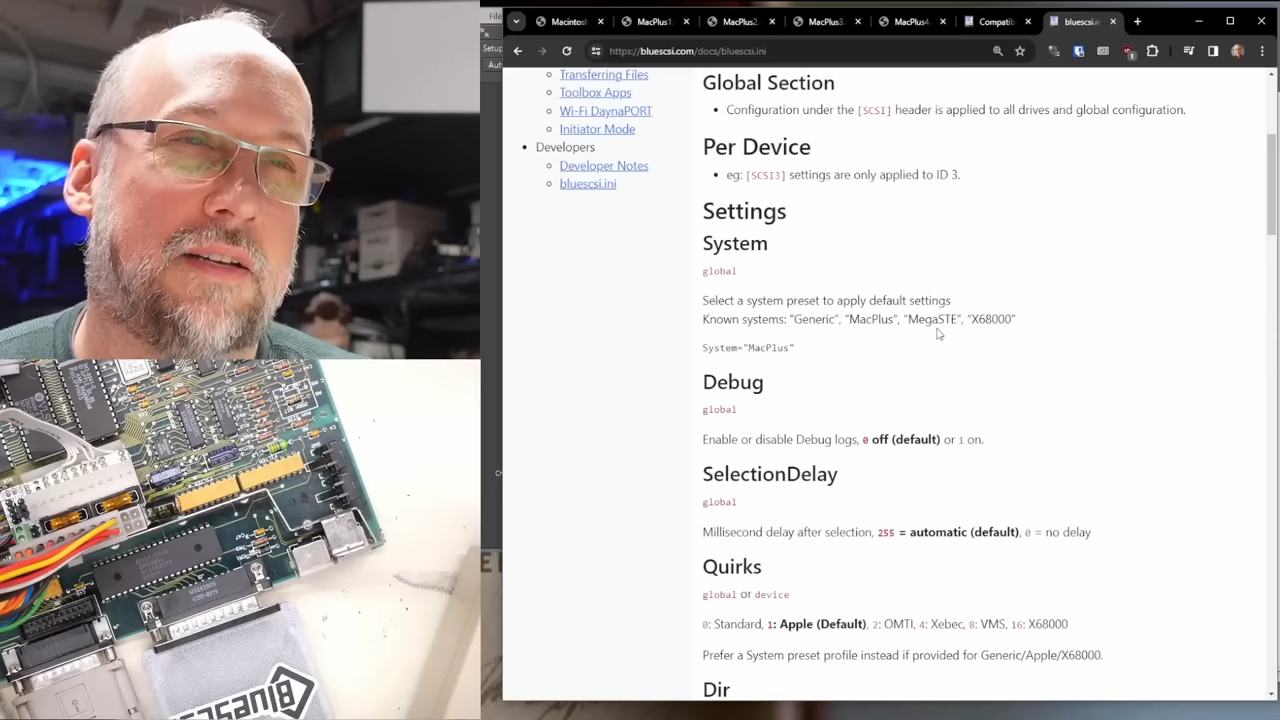 File
Setup
Auto
Macintosh
MacPlus1
MacPlus2
MacPlus3
MacPlus4
Compatib
bluescsi.in
https://bluescsi.com/docs/bluescsi.ini
Transferring Files
Toolbox Apps
Wi-Fi DaynaPORT
Initiator Mode
Developers
Developer Notes
bluescsi.ini
Global Section
Configuration under the [SCSI] header is applied to all drives and global configuration.
Per Device
eg: [SCSI3] settings are only applied to ID 3.
Settings
System
global
Select a system preset to apply default settings
Known systems: "Generic", "MacPlus", "MegaSTE", "X68000"
System="MacPlus"
Debug
global
Enable or disable Debug logs, 0 off (default) or 1 on.
SelectionDelay
global
Millisecond delay after selection, 255 = automatic (default), 0 = no delay
Quirks
global or device
0: Standard, 1: Apple (Default), 2: OMTI, 4: Xebec, 8: VMS, 16: X68000
Prefer a System preset profile instead if provided for Generic/Apple/X68000.
Dir